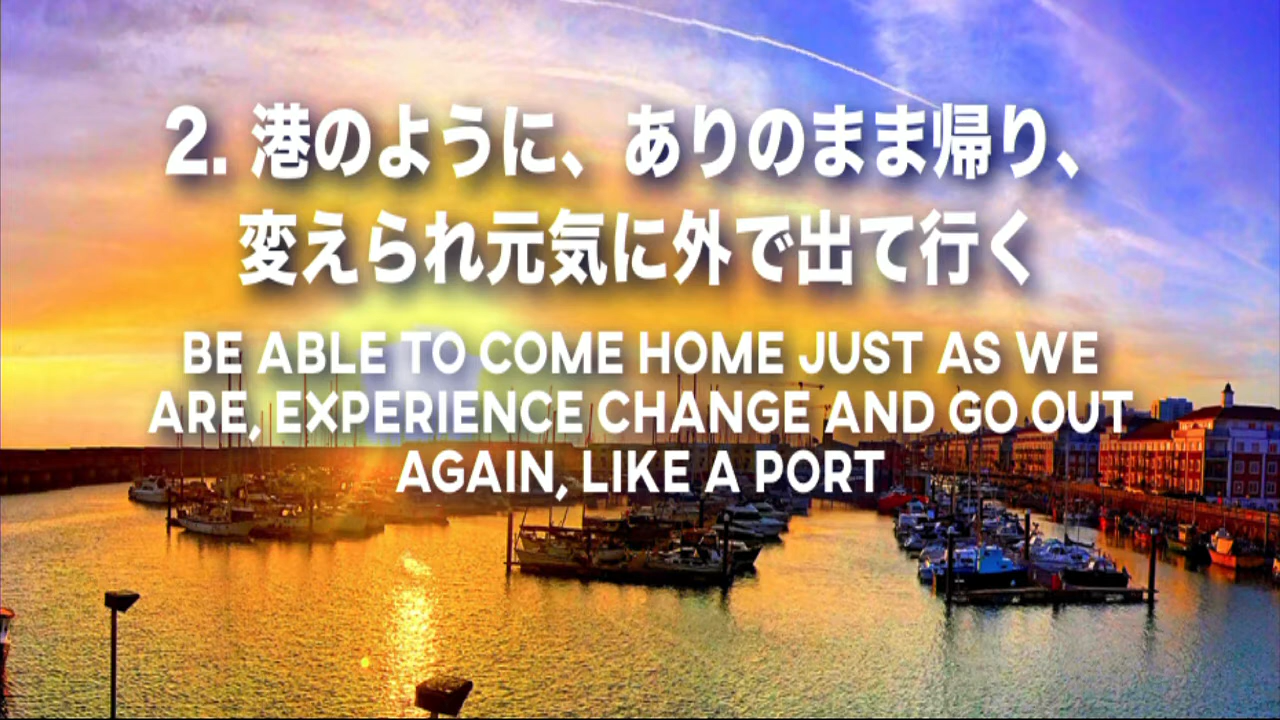 2. 港のように、ありのまま帰り、
変えられ元気に外で出て行く
BE ABLE TO COME HOME JUST AS WE
ARE, EXPERIENCE CHANGE AND GO OUT
AGAIN, LIKE A PORT